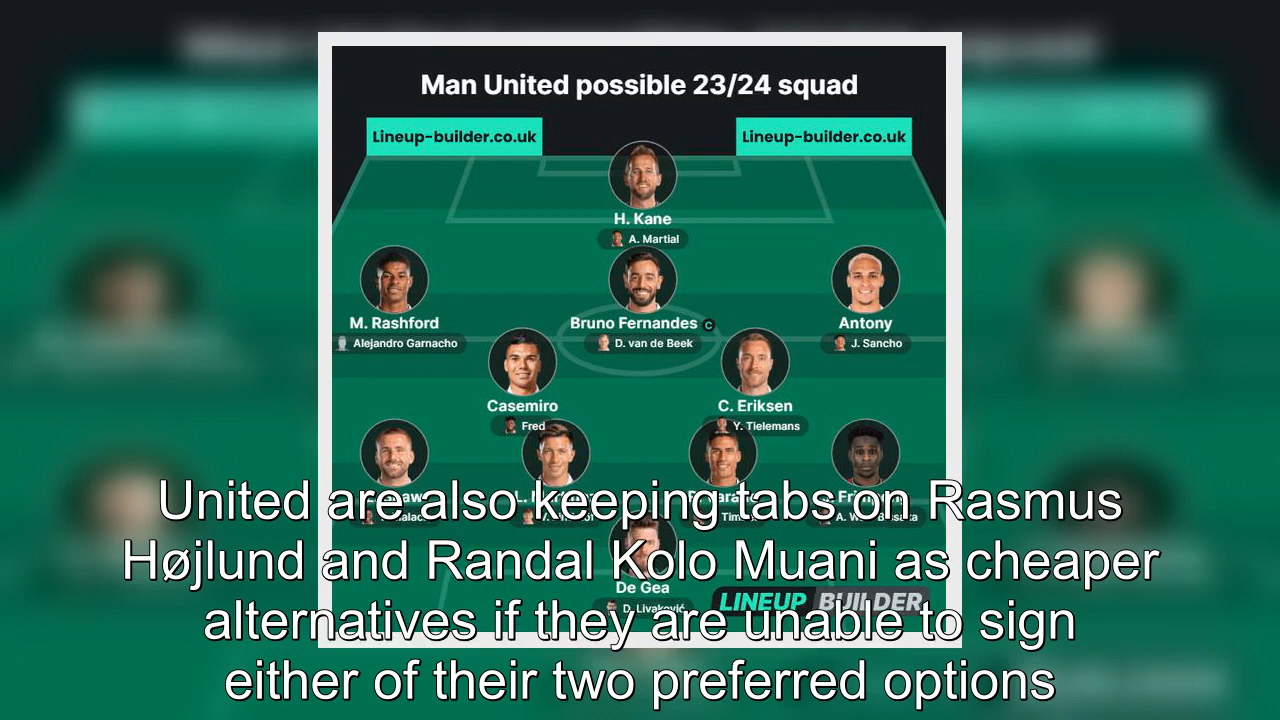 Man United possible 23/24 squad
Lineup-builder.co.uk
Lineup-builder.co.uk
H. Kane
A. Martial
M. Rashford
Bruno Fernandes C
Antony
Alejandro Garnacho
D. van de Beek
J. Sancho
Casemiro
C. Eriksen
Fred
Y. Tielemans
United are also keeping tabs on Rasmus
Højlund and Randal Kolo Muani as cheaper
De Gea
D. Livaković
LINEUP BUILDER
alternatives if they are unable to sign
either of their two preferred options